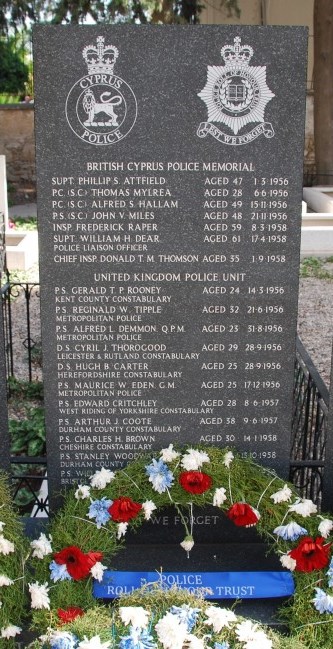 CYPRUS
POLICE
LEST WE FORGET
BRITISH CYPRUS POLICE MEMORIAL
SUPT. PHILLIP S. ATTFIELD AGED 47 1·3·1956
P.C.(S.C.) THOMAS MYLREA AGED 28 6·6·1956
P.C.(S.C.) ALFRED S. HALLAM AGED 49 15·11·1956
P.S.(S.C.) JOHN V. MILES AGED 48 21·11·1956
INSP. FREDERICK RAPER AGED 59 8·3·1958
SUPT. WILLIAM H. DEAR AGED 61 17·4·1958
POLICE LIAISON OFFICER
CHIEF INSP. DONALD T. M. THOMSON AGED 35 1·9·1958
UNITED KINGDOM POLICE UNIT
P.S. GERALD T. P. ROONEY AGED 24 14·3·1956
KENT COUNTY CONSTABULARY
P.S. REGINALD W. TIPPLE AGED 32 21·6·1956
METROPOLITAN POLICE
P.S. ALFRED L. DEMMON. Q.P.M. AGED 23 31·8·1956
METROPOLITAN POLICE
D.S. CYRIL J. THOROGOOD AGED 29 28·9·1956
LEICESTER & RUTLAND CONSTABULARY
D.S. HUGH B. CARTER AGED 25 28·9·1956
HEREFORDSHIRE CONSTABULARY
P.S. MAURICE W. EDEN. G.M. AGED 25 17·12·1956
METROPOLITAN POLICE
P.S. EDWARD CRITCHLEY AGED 28 8·6·1957
WEST RIDING OF YORKSHIRE CONSTABULARY
P.S. ARTHUR J. COOTE AGED 38 9·6·1957
DURHAM COUNTY CONSTABULARY
P.S. CHARLES H. BROWN AGED 30 14·1·1958
CHESHIRE CONSTABULARY
P.S. STANLEY 1958
DURHAM
P.S.
WE FORGET
POLICE
ROLL TRUST